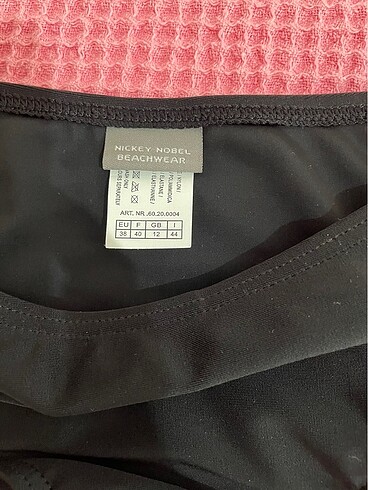 NICKEY NOBEL
BEACHWEAR
ART. NR .60.20.0004
EU F GB I
38 40 12 44